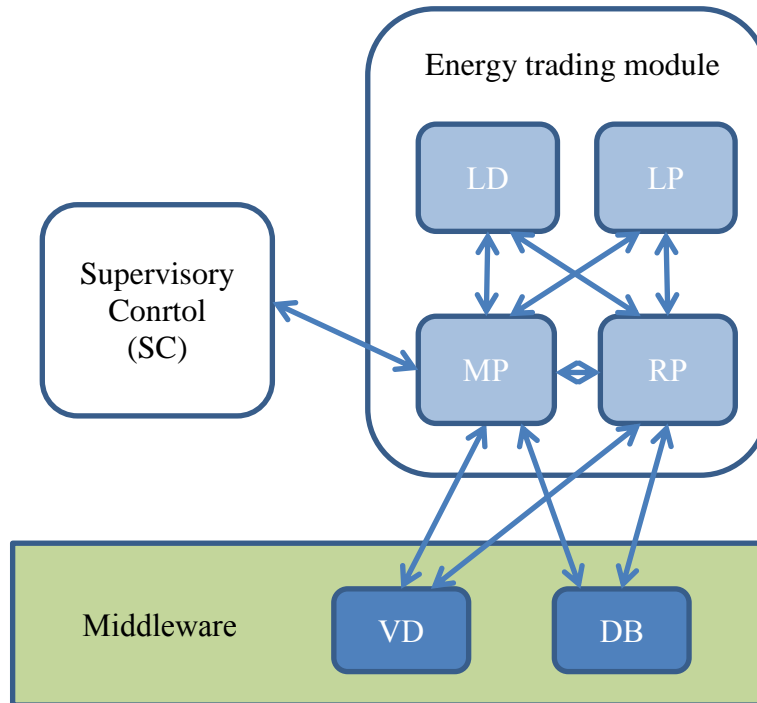 Energy trading module
LD
LP
Supervisory
Conrtol
(SC)
MP
RP
Middleware
VD
DB